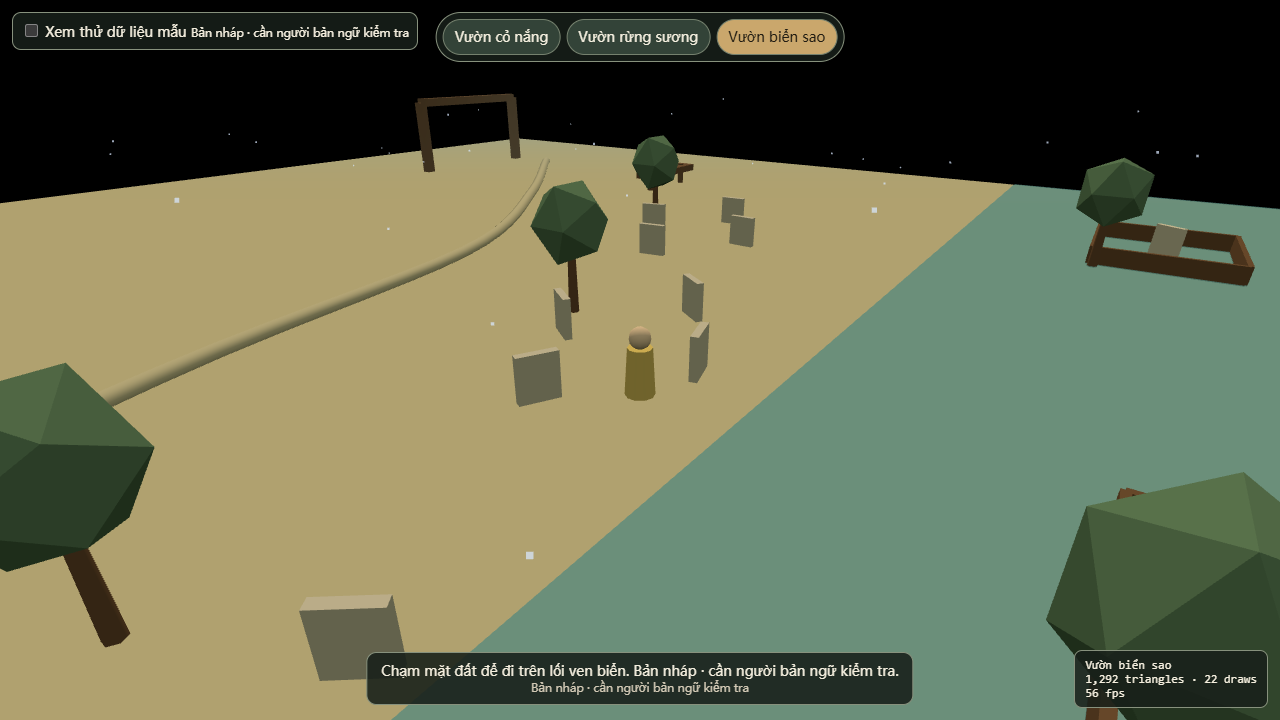 Xem thử dữ liệu mẫu Bản nháp · cần người bản ngữ kiểm tra
Vườn cỏ nắng
Vườn rừng sương
Vườn biển sao
Chạm mặt đất để đi trên lối ven biển. Bản nháp · cần người bản ngữ kiểm tra.
Bản nháp · cần người bản ngữ kiểm tra
Vườn biển sao
1,292 triangles · 22 draws
56 fps